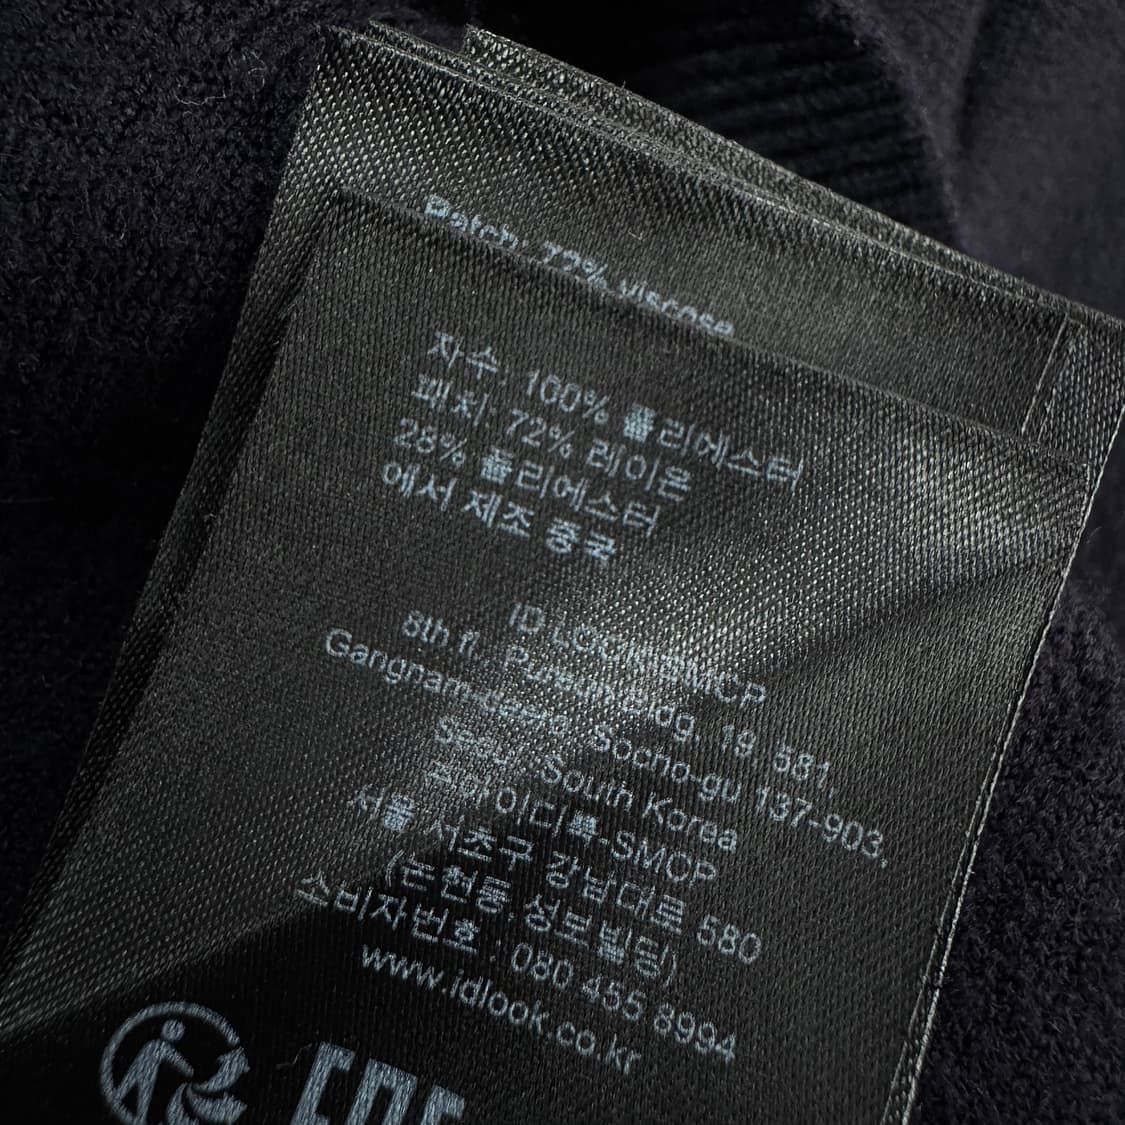 Patch: 72% viscose
자수: 100% 폴리에스터
패치: 72% 레이온
28% 폴리에스터
에서 제조 중국
ID LOOK-SMCP
8th fl., Bldg, 19, 581,
Gangnam-daero, Socho-gu 137-903,
Seoul, South Korea
아이디룩-SMCP
서울 서초구 강남대로 580
(논현동,성보빌딩)
소비자번호 : 080 455 8994
www.idlook.co.kr